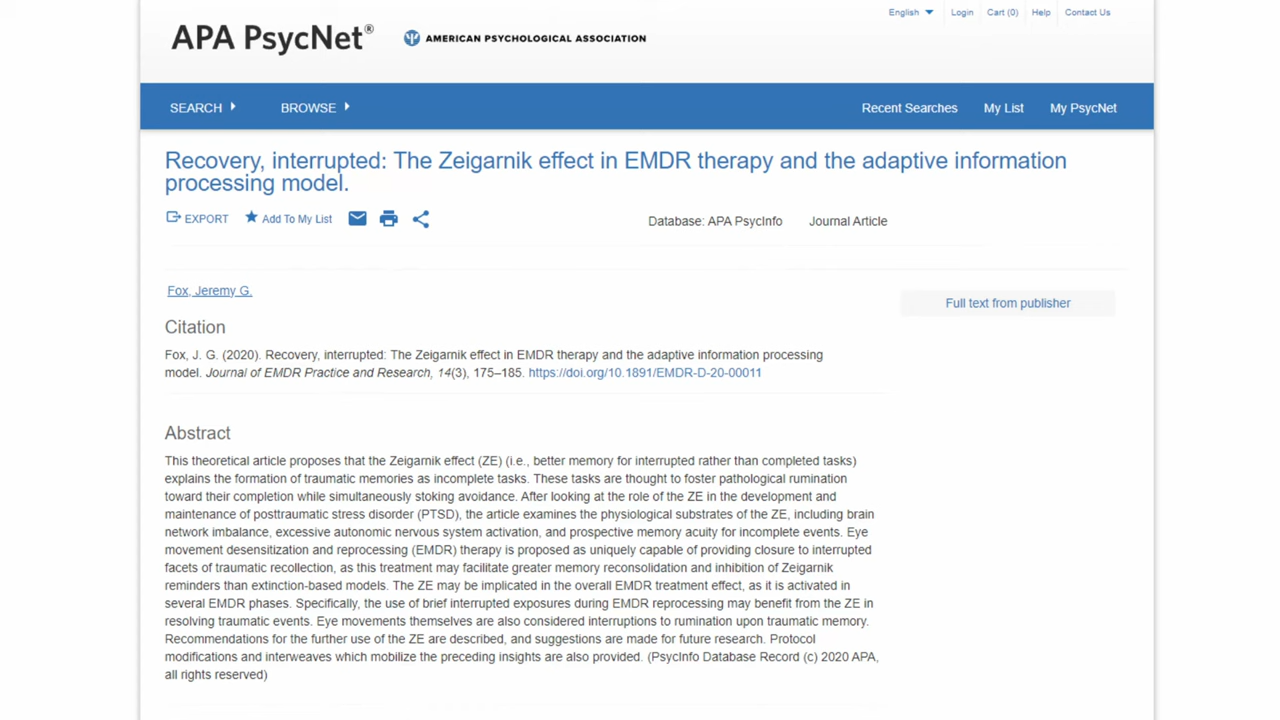 English Login Cart (0) Help Contact Us
APA PsycNet® AMERICAN PSYCHOLOGICAL ASSOCIATION
SEARCH BROWSE Recent Searches My List My PsycNet
Recovery, interrupted: The Zeigarnik effect in EMDR therapy and the adaptive information
processing model.
EXPORT Add To My List Database: APA PsycInfo Journal Article
Fox, Jeremy G.
Full text from publisher
Citation
Fox, J. G. (2020). Recovery, interrupted: The Zeigarnik effect in EMDR therapy and the adaptive information processing
model. Journal of EMDR Practice and Research, 14(3), 175–185. https://doi.org/10.1891/EMDR-D-20-00011
Abstract
This theoretical article proposes that the Zeigarnik effect (ZE) (i.e., better memory for interrupted rather than completed tasks)
explains the formation of traumatic memories as incomplete tasks. These tasks are thought to foster pathological rumination
toward their completion while simultaneously stoking avoidance. After looking at the role of the ZE in the development and
maintenance of posttraumatic stress disorder (PTSD), the article examines the physiological substrates of the ZE, including brain
network imbalance, excessive autonomic nervous system activation, and prospective memory acuity for incomplete events. Eye
movement desensitization and reprocessing (EMDR) therapy is proposed as uniquely capable of providing closure to interrupted
facets of traumatic recollection, as this treatment may facilitate greater memory reconsolidation and inhibition of Zeigarnik
reminders than extinction-based models. The ZE may be implicated in the overall EMDR treatment effect, as it is activated in
several EMDR phases. Specifically, the use of brief interrupted exposures during EMDR reprocessing may benefit from the ZE in
resolving traumatic events. Eye movements themselves are also considered interruptions to rumination upon traumatic memory.
Recommendations for the further use of the ZE are described, and suggestions are made for future research. Protocol
modifications and interweaves which mobilize the preceding insights are also provided. (PsycInfo Database Record (c) 2020 APA,
all rights reserved)